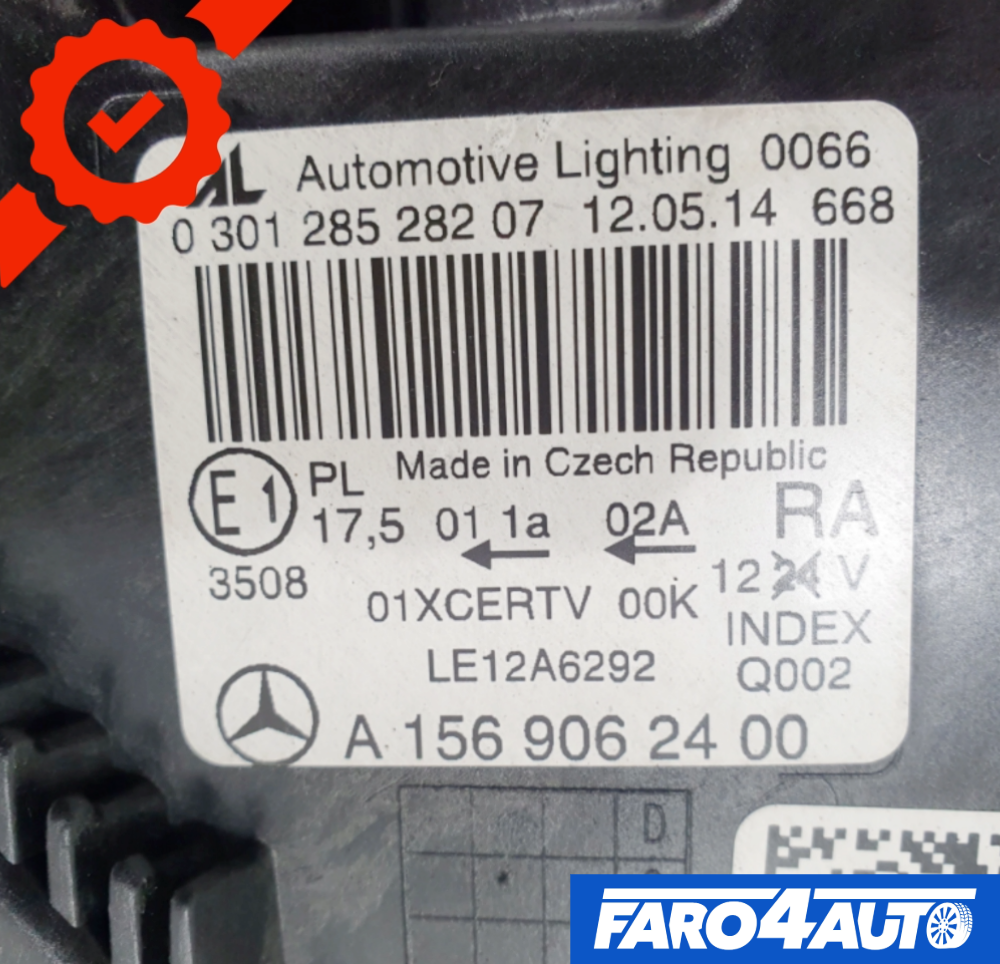 AL Automotive Lighting 0066
0 301 285 282 07 12.05.14 668
Made in Czech Republic
E1 PL RA
17,5 01 1a 02A
3508 12 24 V
01XCERTV 00K
INDEX
LE12A6292 Q002
A 156 906 24 00
D
FARO4AUTO